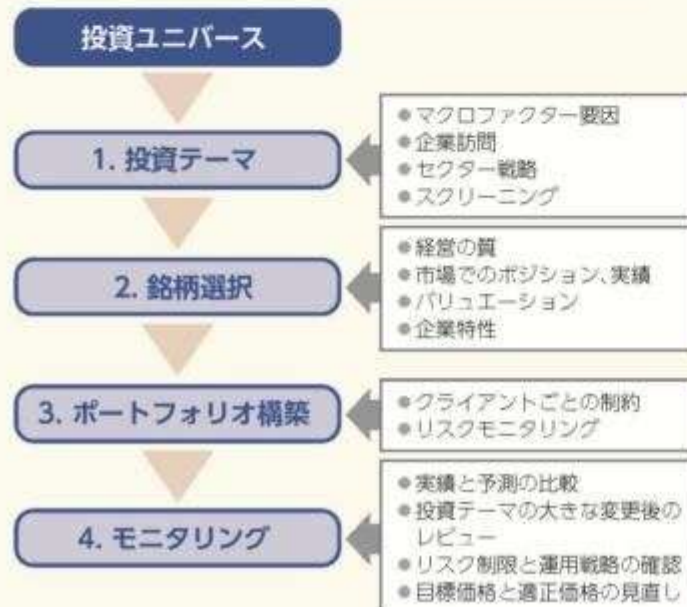 投資ユニバース
1. 投資テーマ
●マクロファクター要因
●企業訪問
●セクター戦略
●スクリーニング
2. 銘柄選択
●経営の質
●市場でのポジション、実績
●バリュエーション
●企業特性
3. ポートフォリオ構築
●クライアントごとの制約
●リスクモニタリング
4. モニタリング
●実績と予測の比較
●投資テーマの大きな変更後の
レビュー
●リスク制限と運用戦略の確認
●目標価格と適正価格の見直し